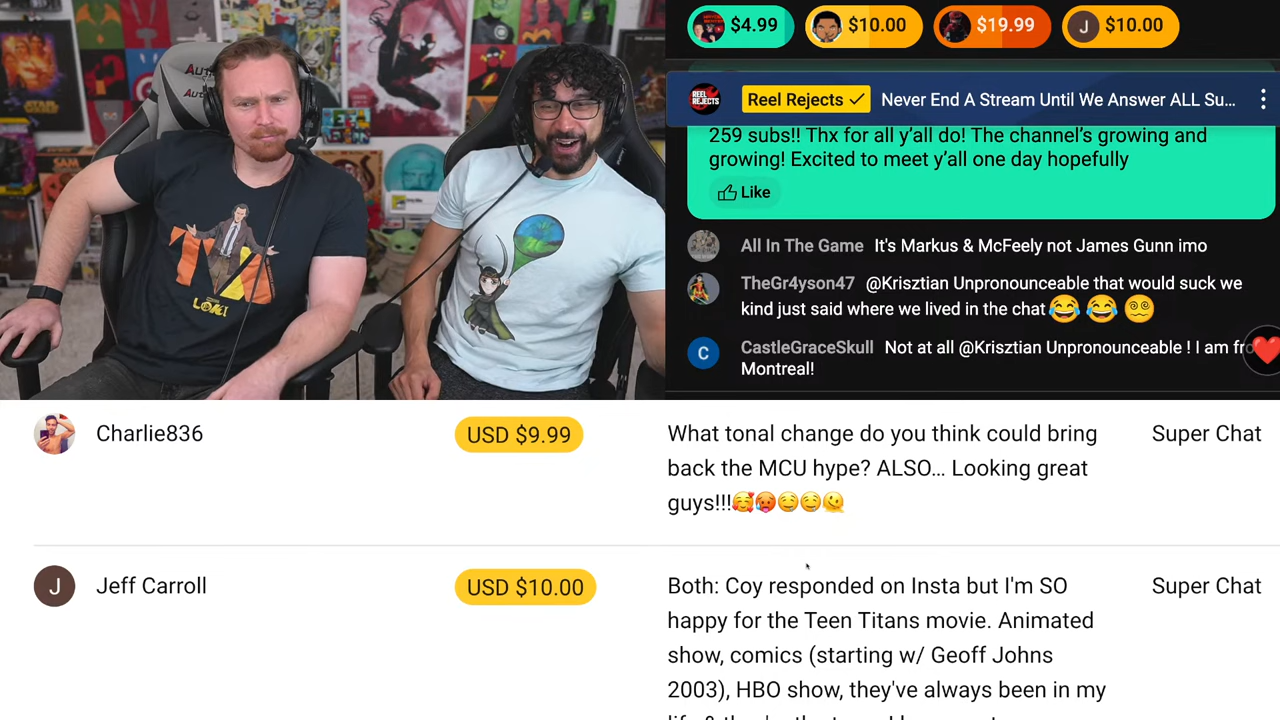 $4.99
$10.00
$19.99
J
$10.00
REEL REJECTS
Reel Rejects
Never End A Stream Until We Answer ALL Su...
259 subs!! Thx for all y'all do! The channel's growing and
growing! Excited to meet y'all one day hopefully
Like
All In The Game It's Markus & McFeely not James Gunn imo
TheGr4yson47 @Krisztian Unpronounceable that would suck we
kind just said where we lived in the chat😂😂😵‍💫
C
CastleGraceSkull Not at all @Krisztian Unpronounceable ! I am fr
Montreal!
TVA
LOKI
Charlie836
USD $9.99
What tonal change do you think could bring
back the MCU hype? ALSO... Looking great
guys!!!🥰🥵🤤🤤🫠
Super Chat
J
Jeff Carroll
USD $10.00
Both: Coy responded on Insta but I'm SO
happy for the Teen Titans movie. Animated
show, comics (starting w/ Geoff Johns
2003), HBO show, they've always been in my
Super Chat